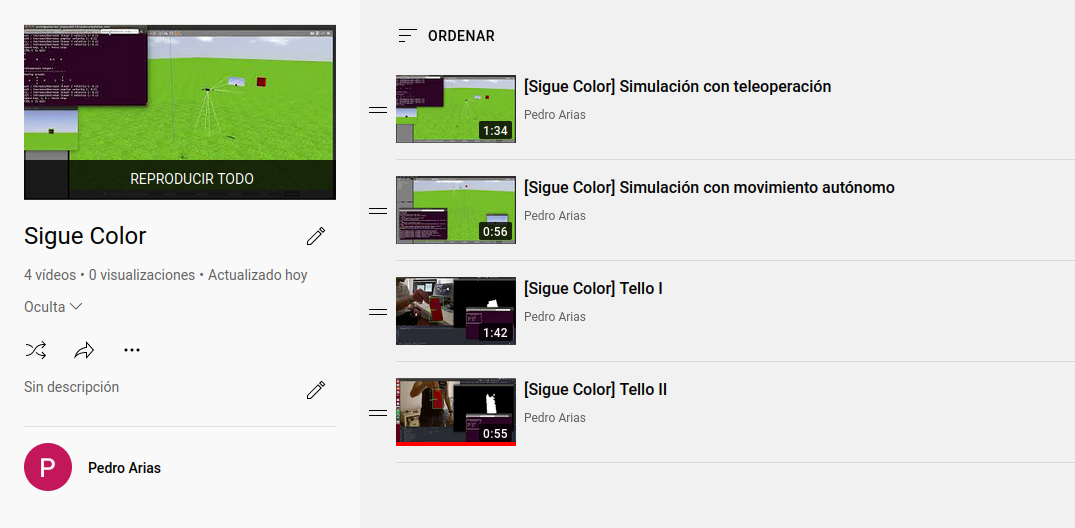 REPRODUCIR TODO
Sigue Color
4 vídeos • 0 visualizaciones • Actualizado hoy
Oculta
Sin descripción
P
Pedro Arias
ORDENAR
1:34
[Sigue Color] Simulación con teleoperación
Pedro Arias
0:56
[Sigue Color] Simulación con movimiento autónomo
Pedro Arias
1:42
[Sigue Color] Tello I
Pedro Arias
0:55
[Sigue Color] Tello II
Pedro Arias